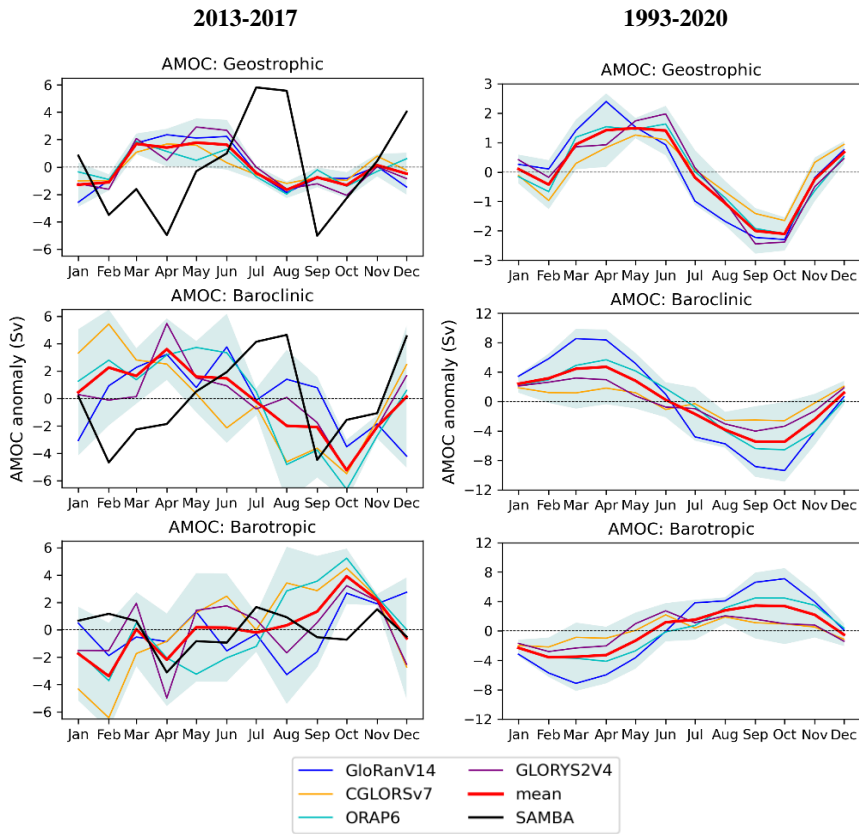 2013-2017
1993-2020
AMOC: Geostrophic
6
4
2
0
−2
−4
−6
Jan Feb Mar Apr May Jun Jul Aug Sep Oct Nov Dec
AMOC: Geostrophic
3
2
1
0
−1
−2
−3
Jan Feb Mar Apr May Jun Jul Aug Sep Oct Nov Dec
AMOC anomaly (Sv)
AMOC: Baroclinic
6
4
2
0
−2
−4
−6
Jan Feb Mar Apr May Jun Jul Aug Sep Oct Nov Dec
AMOC anomaly (Sv)
AMOC: Baroclinic
12
8
4
0
−4
−8
−12
Jan Feb Mar Apr May Jun Jul Aug Sep Oct Nov Dec
AMOC: Barotropic
6
4
2
0
−2
−4
−6
Jan Feb Mar Apr May Jun Jul Aug Sep Oct Nov Dec
AMOC: Barotropic
12
8
4
0
−4
−8
−12
Jan Feb Mar Apr May Jun Jul Aug Sep Oct Nov Dec
GloRanV14
CGLORSv7
ORAP6
GLORYS2V4
mean
SAMBA